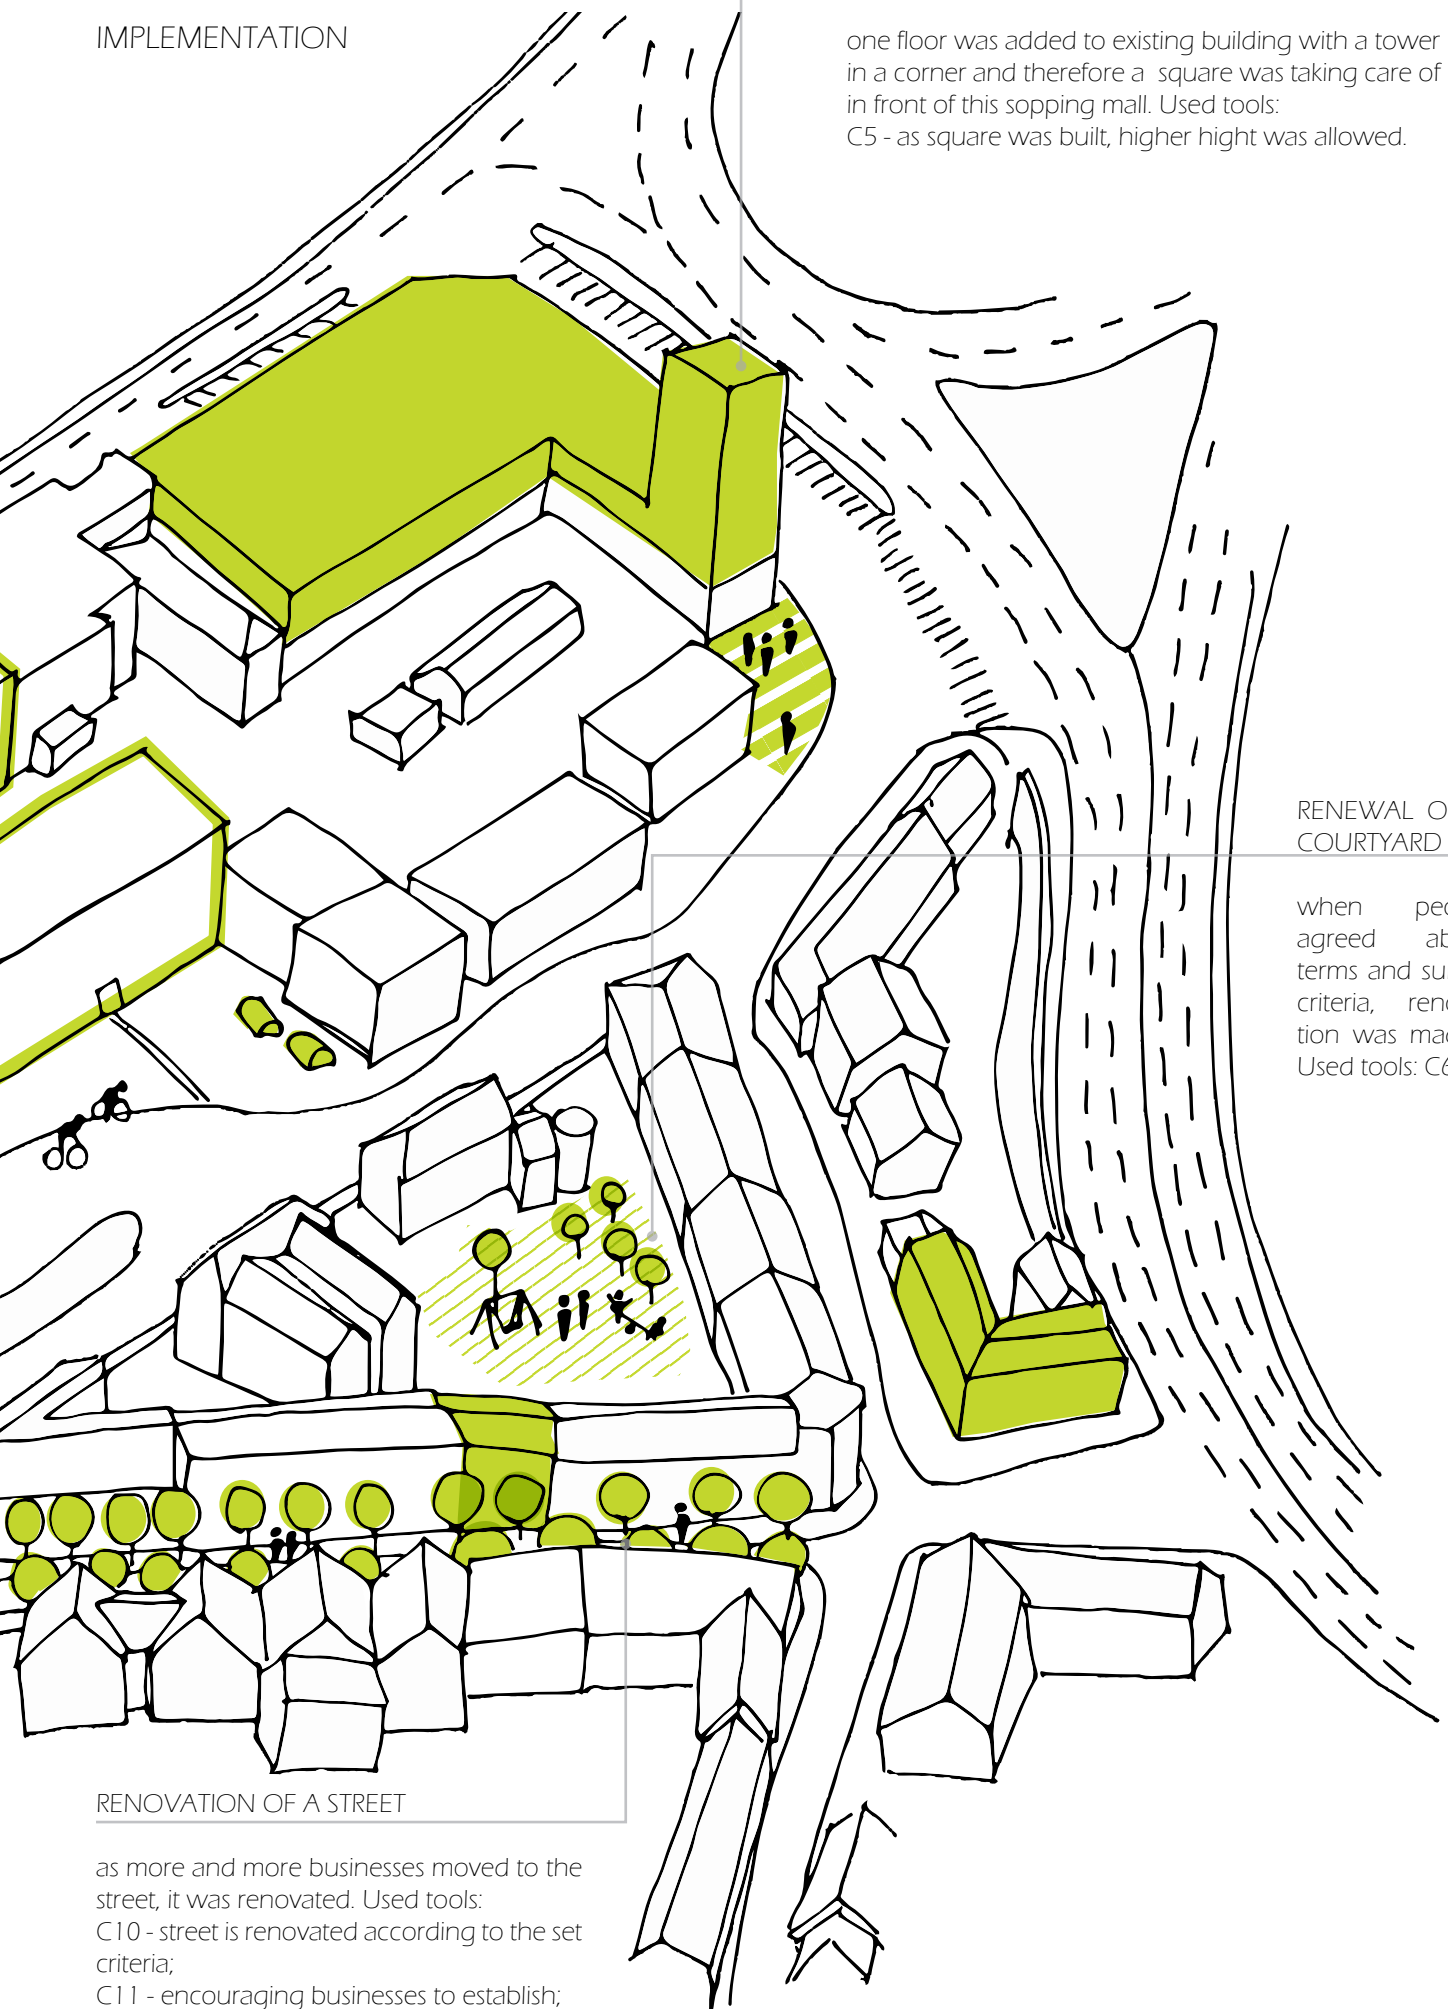 IMPLEMENTATION
one floor was added to existing building with a tower
in a corner and therefore a square was taking care of
in front of this sopping mall. Used tools:
C5 - as square was built, higher hight was allowed.
RENEWAL
COURTYARD
when
agreed
terms and
criteria,
tion was
Used tools:
RENOVATION OF A STREET
as more and more businesses moved to the
street, it was renovated. Used tools:
C10 - street is renovated according to the set
criteria;
C11 - encouraging businesses to establish;